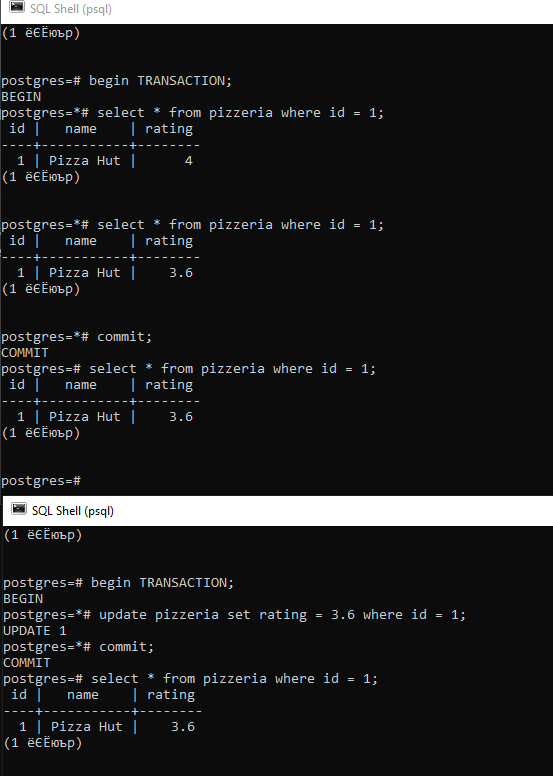 SQL Shell (psql)
(1 ёЄЁюър)
postgres=# begin TRANSACTION;
BEGIN
postgres=*# select * from pizzeria where id = 1;
 id |   name    | rating
----+-----------+--------
  1 | Pizza Hut |      4
(1 ёЄЁюър)
postgres=*# select * from pizzeria where id = 1;
 id |   name    | rating
----+-----------+--------
  1 | Pizza Hut |    3.6
(1 ёЄЁюър)
postgres=*# commit;
COMMIT
postgres=# select * from pizzeria where id = 1;
 id |   name    | rating
----+-----------+--------
  1 | Pizza Hut |    3.6
(1 ёЄЁюър)
postgres=#
SQL Shell (psql)
(1 ёЄЁюър)
postgres=# begin TRANSACTION;
BEGIN
postgres=*# update pizzeria set rating = 3.6 where id = 1;
UPDATE 1
postgres=*# commit;
COMMIT
postgres=# select * from pizzeria where id = 1;
 id |   name    | rating
----+-----------+--------
  1 | Pizza Hut |    3.6
(1 ёЄЁюър)